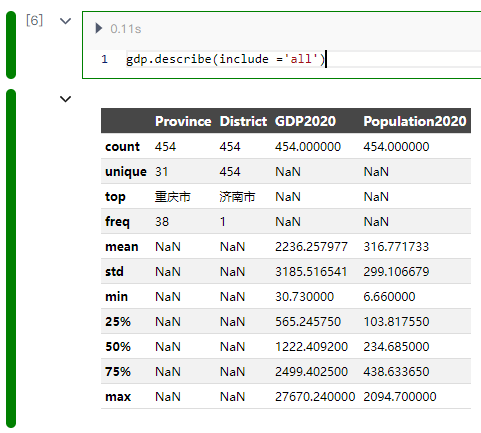 [6]
0.11s
1 gdp.describe(include ='all')
Province District GDP2020 Population2020
count 454 454 454.000000 454.000000
unique 31 454 NaN NaN
top 重庆市 济南市 NaN NaN
freq 38 1 NaN NaN
mean NaN NaN 2236.257977 316.771733
std NaN NaN 3185.516541 299.106679
min NaN NaN 30.730000 6.660000
25% NaN NaN 565.245750 103.817550
50% NaN NaN 1222.409200 234.685000
75% NaN NaN 2499.402500 438.633650
max NaN NaN 27670.240000 2094.700000